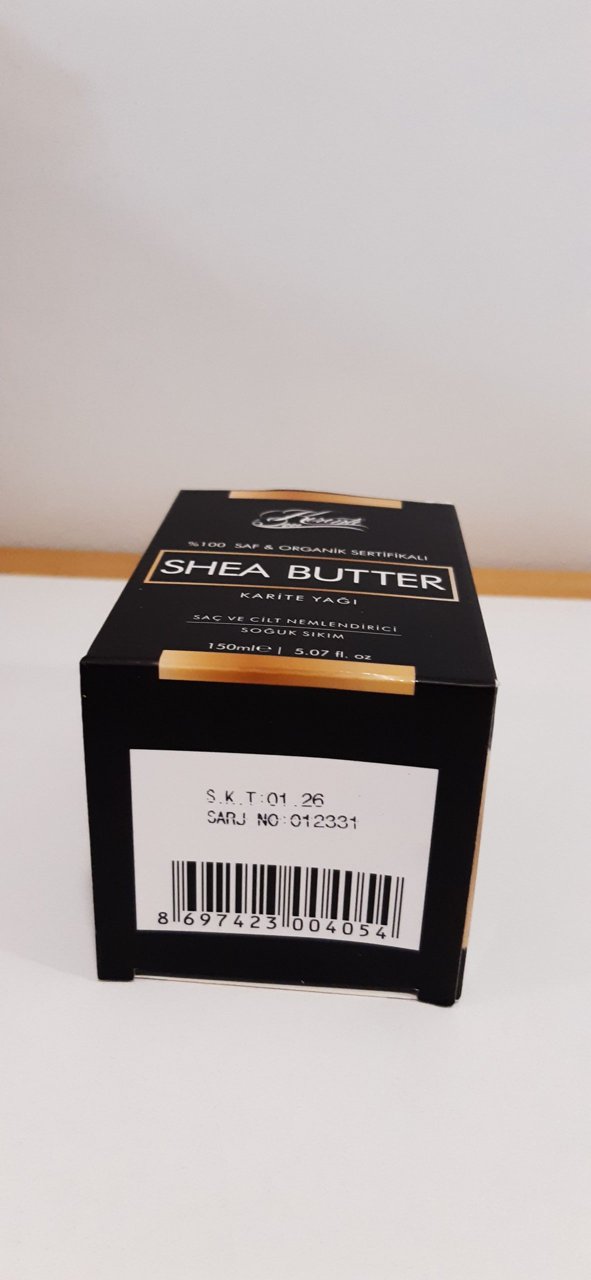 %100 SAF & ORGANİK SERTİFİKALI
SHEA BUTTER
KARİTE YAĞI
SAÇ VE CİLT NEMLENDİRİCİ
SOĞUK SIKIM
150ml℮ | 5.07 fl. oz
S.K.T:01.26
SARJ NO:012331
8 697423 004054